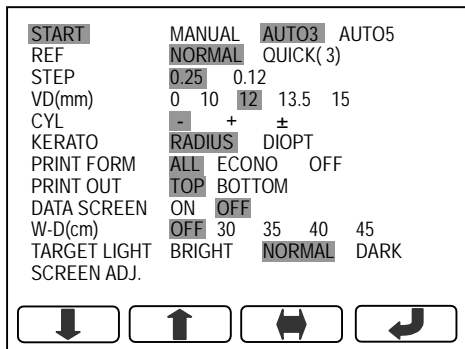 START MANUAL AUTO3 AUTO5
REF NORMAL QUICK( 3)
STEP 0.25 0.12
VD(mm) 0 10 12 13.5 15
CYL - + ±
KERATO RADIUS DIOPT
PRINT FORM ALL ECONO OFF
PRINT OUT TOP BOTTOM
DATA SCREEN ON OFF
W-D(cm) OFF 30 35 40 45
TARGET LIGHT BRIGHT NORMAL DARK
SCREEN ADJ.